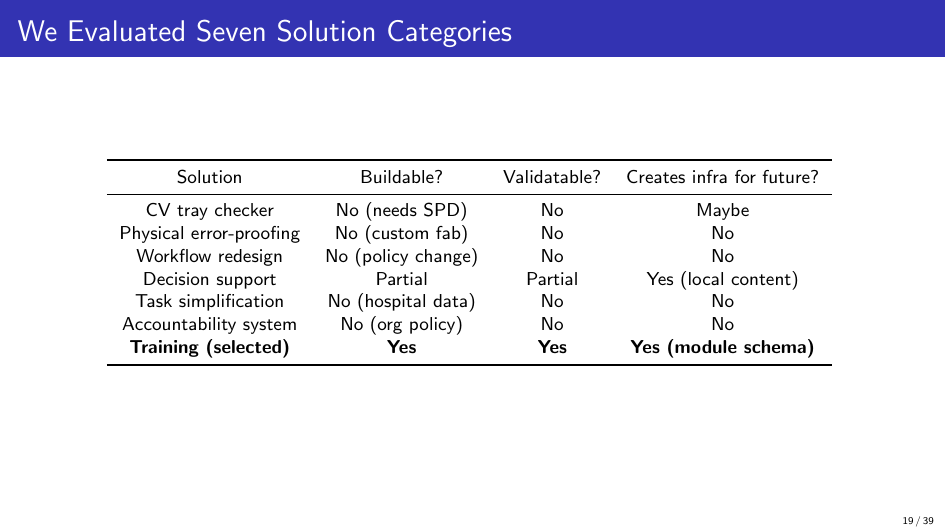 We Evaluated Seven Solution Categories
Solution Buildable? Validatable? Creates infra for future?
CV tray checker No (needs SPD) No Maybe
Physical error-proofing No (custom fab) No No
Workflow redesign No (policy change) No No
Decision support Partial Partial Yes (local content)
Task simplification No (hospital data) No No
Accountability system No (org policy) No No
Training (selected) Yes Yes Yes (module schema)
19 / 39